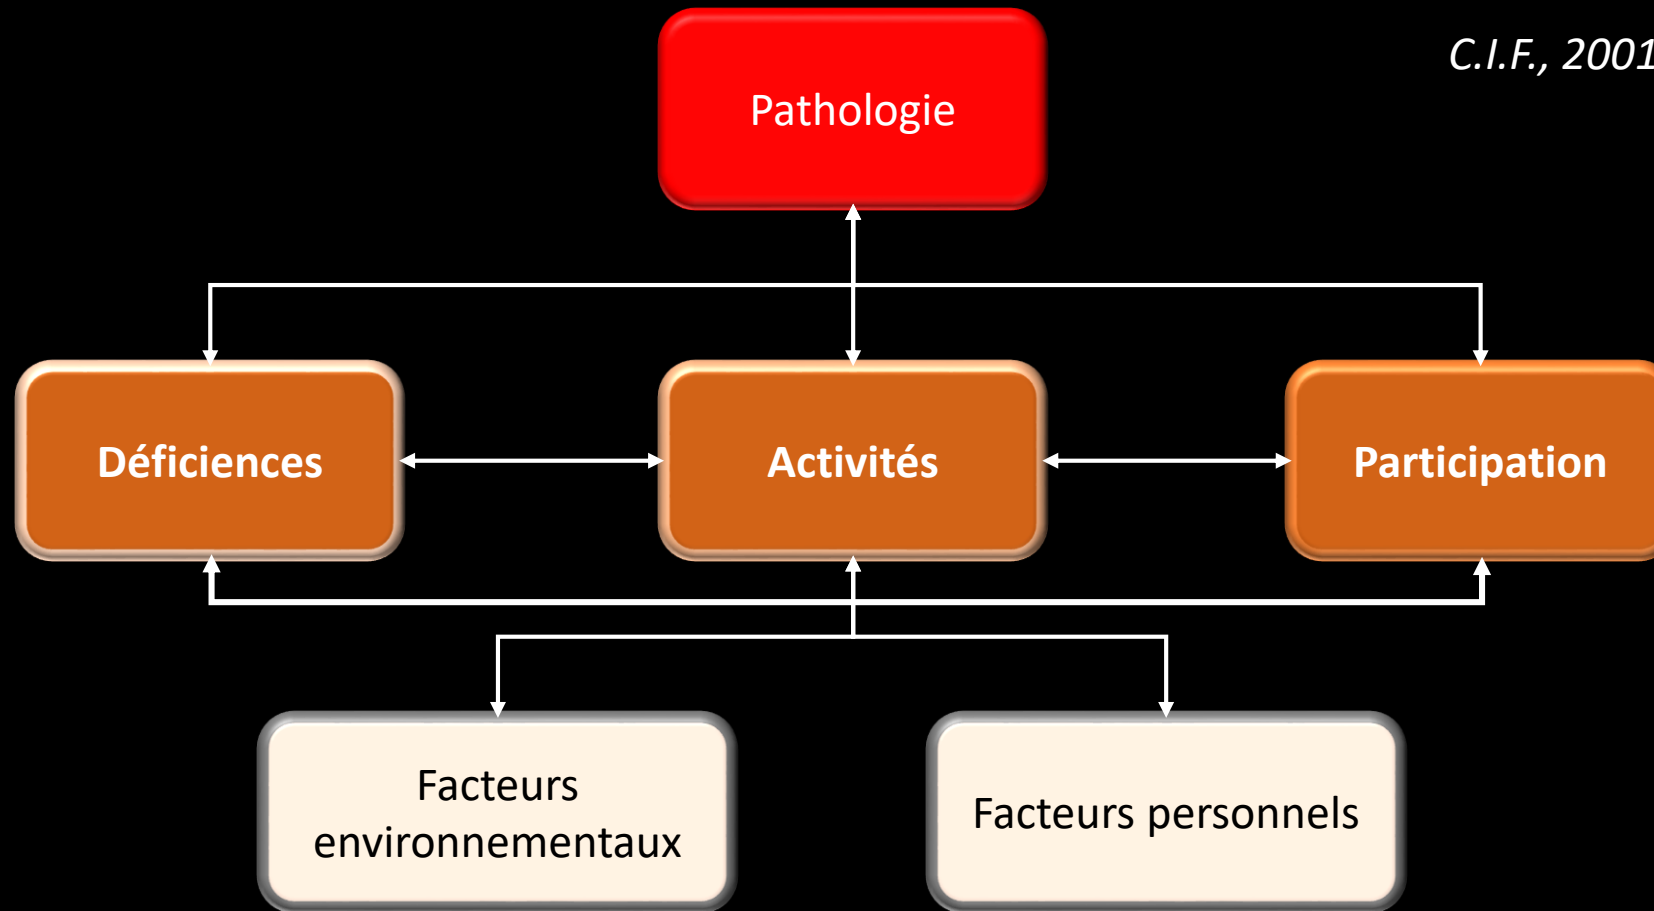 C.I.F., 2001
Pathologie
Déficiences
Activités
Participation
Facteurs
environnementaux
Facteurs personnels